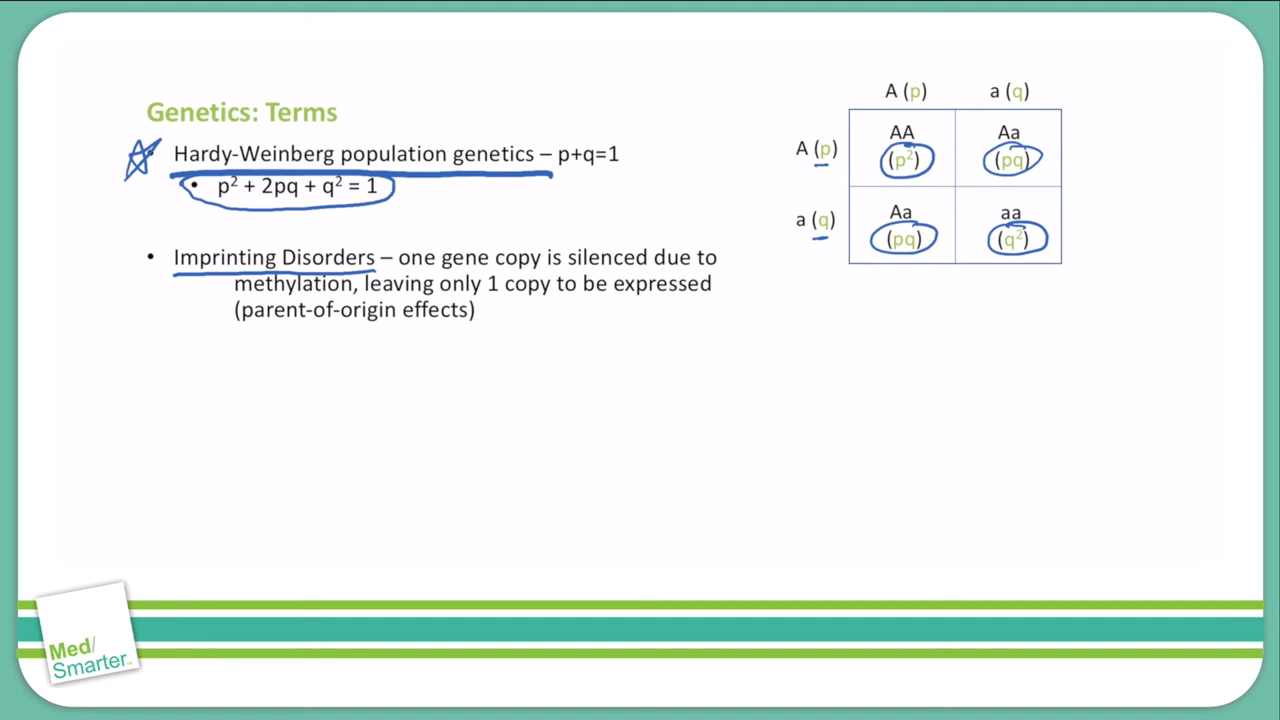 Genetics: Terms
Hardy-Weinberg population genetics – p+q=1
• p² + 2pq + q² = 1
• Imprinting Disorders – one gene copy is silenced due to
methylation, leaving only 1 copy to be expressed
(parent-of-origin effects)
A (p) a (q)
A (p) AA Aa
(p²) (pq)
a (q) Aa aa
(pq) (q²)
Med/
Smarter™